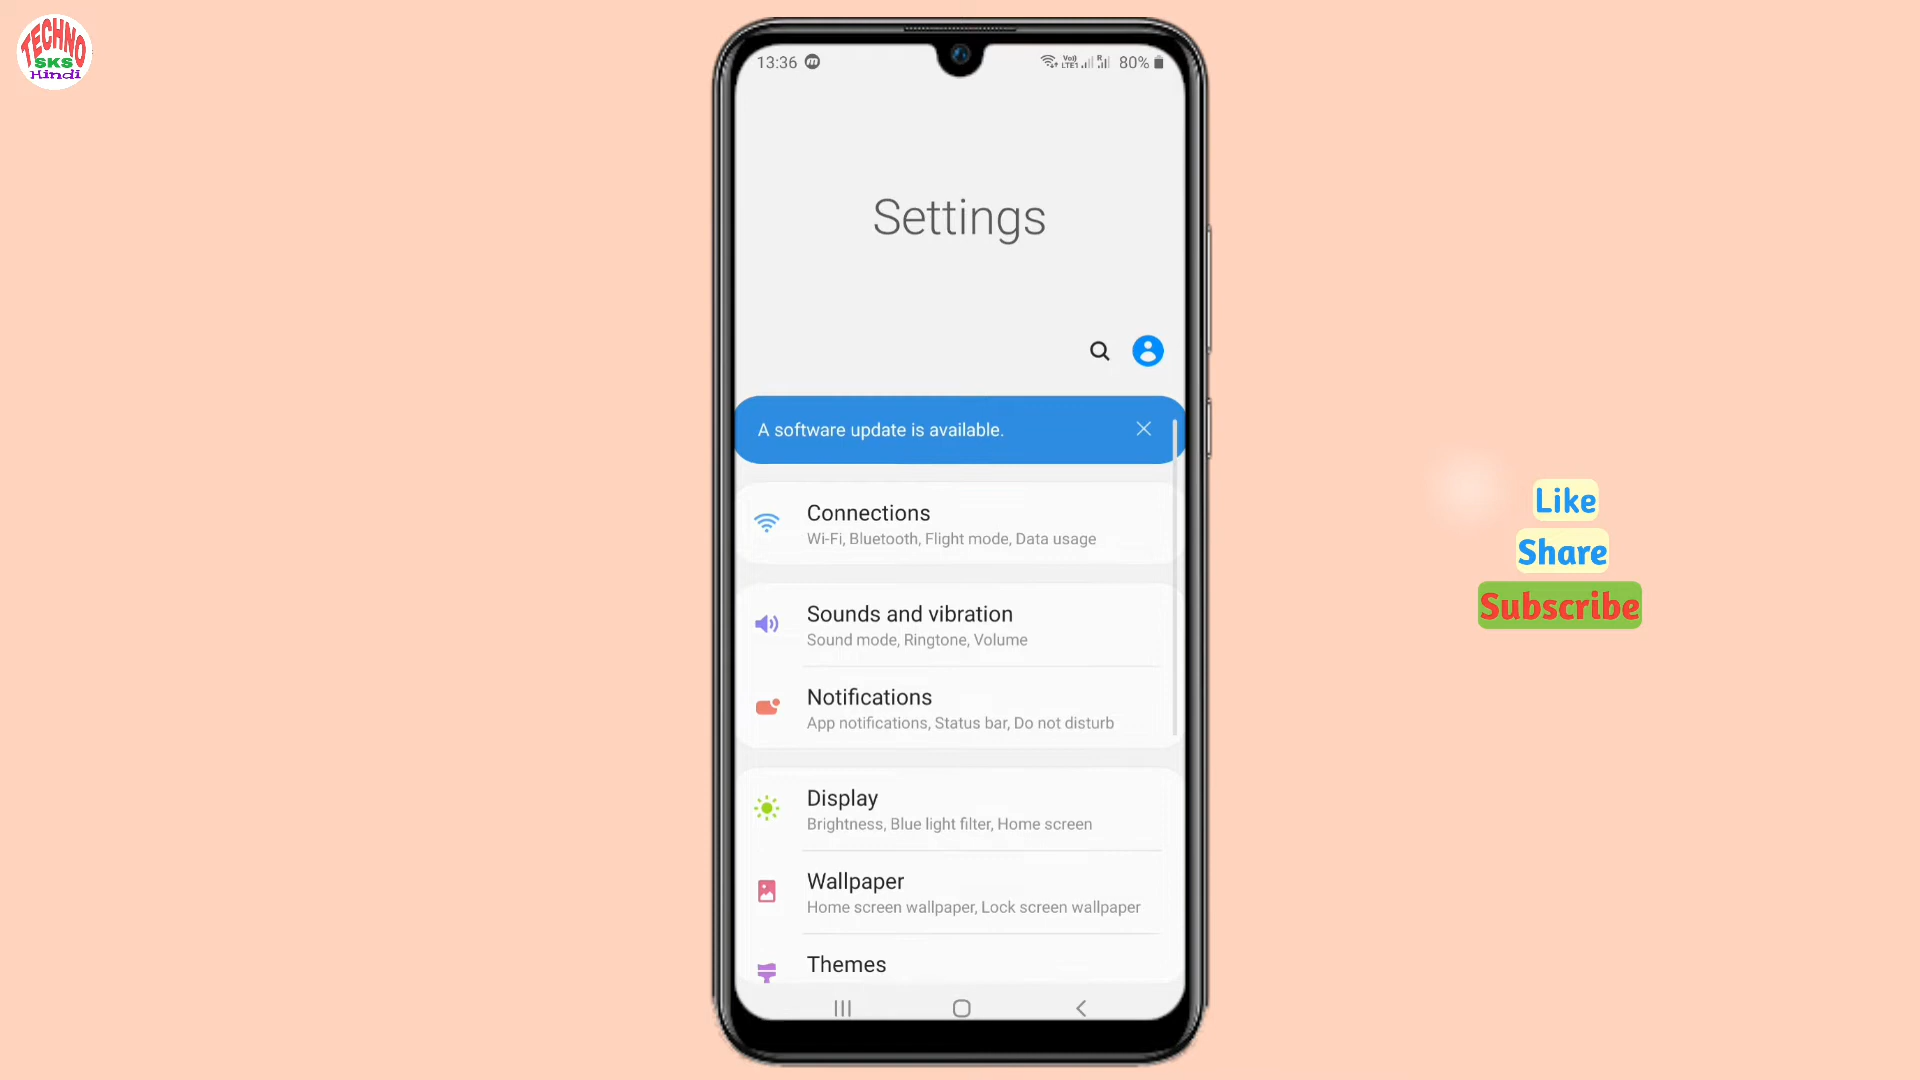 TECHNO
SKS
Hindi
13:36
80%
Settings
A software update is available.
Connections
Wi-Fi, Bluetooth, Flight mode, Data usage
Sounds and vibration
Sound mode, Ringtone, Volume
Notifications
App notifications, Status bar, Do not disturb
Display
Brightness, Blue light filter, Home screen
Wallpaper
Home screen wallpaper, Lock screen wallpaper
Themes
Like
Share
Subscribe